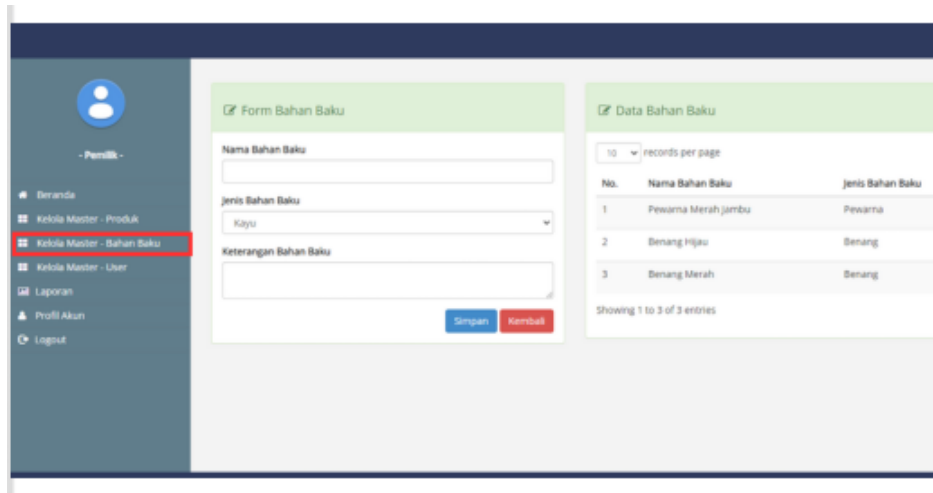 - Pemilik -
Beranda
Kelola Master - Produk
Kelola Master - Bahan Baku
Kelola Master - User
Laporan
Profil Akun
Logout
Form Bahan Baku
Nama Bahan Baku
Jenis Bahan Baku
Kayu
Keterangan Bahan Baku
Simpan Kembali
Data Bahan Baku
10 records per page
No. Nama Bahan Baku Jenis Bahan Baku
1 Pewarna Merah Jambu Pewarna
2 Benang Hijau Benang
3 Benang Merah Benang
Showing 1 to 3 of 3 entries